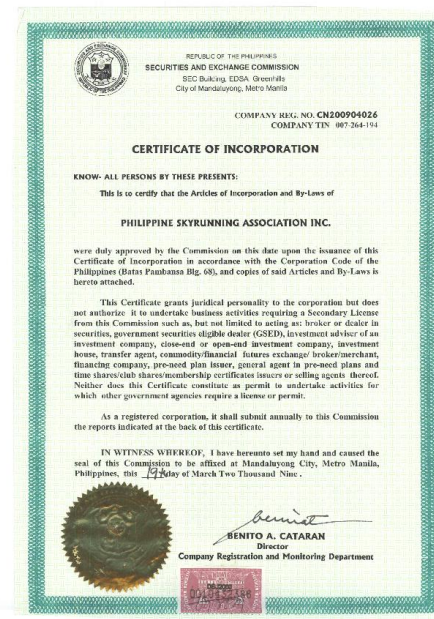 REPUBLIC OF THE PHILIPPINES
SECURITIES AND EXCHANGE COMMISSION
SEC Building, EDSA Greenhills
City of Mandaluyong, Metro Manila
COMPANY REG. NO. CN200904026
COMPANY TIN 007-264-194
CERTIFICATE OF INCORPORATION
KNOW- ALL PERSONS BY THESE PRESENTS:
This is to certify that the Articles of Incorporation and By-Laws of
PHILIPPINE SKYRUNNING ASSOCIATION INC.
were duly approved by the Commission on this date upon the issuance of this
Certificate of Incorporation in accordance with the Corporation Code of the
Philippines (Batas Pambansa Blg. 68), and copies of said Articles and By-Laws is
hereto attached.
This Certificate grants juridical personality to the corporation but does
not authorize it to undertake business activities requiring a Secondary License
from this Commission such as, but not limited to acting as: broker or dealer in
securities, government securities eligible dealer (GSED), investment adviser of an
investment company, close-end or open-end investment company, investment
house, transfer agent, commodity/financial futures exchange/ broker/merchant,
financing company, pre-need plan issuer, general agent in pre-need plans and
time shares/club shares/membership certificates issuers or selling agents thereof.
Neither does this Certificate constitute as permit to undertake activities for
which other government agencies require a license or permit.
As a registered corporation, it shall submit annually to this Commission
the reports indicated at the back of this certificate.
IN WITNESS WHEREOF, I have hereunto set my hand and caused the
seal of this Commission to be affixed at Mandaluyong City, Metro Manila,
Philippines, this 19th day of March Two Thousand Nine .
BENITO A. CATARAN
Director
Company Registration and Monitoring Department